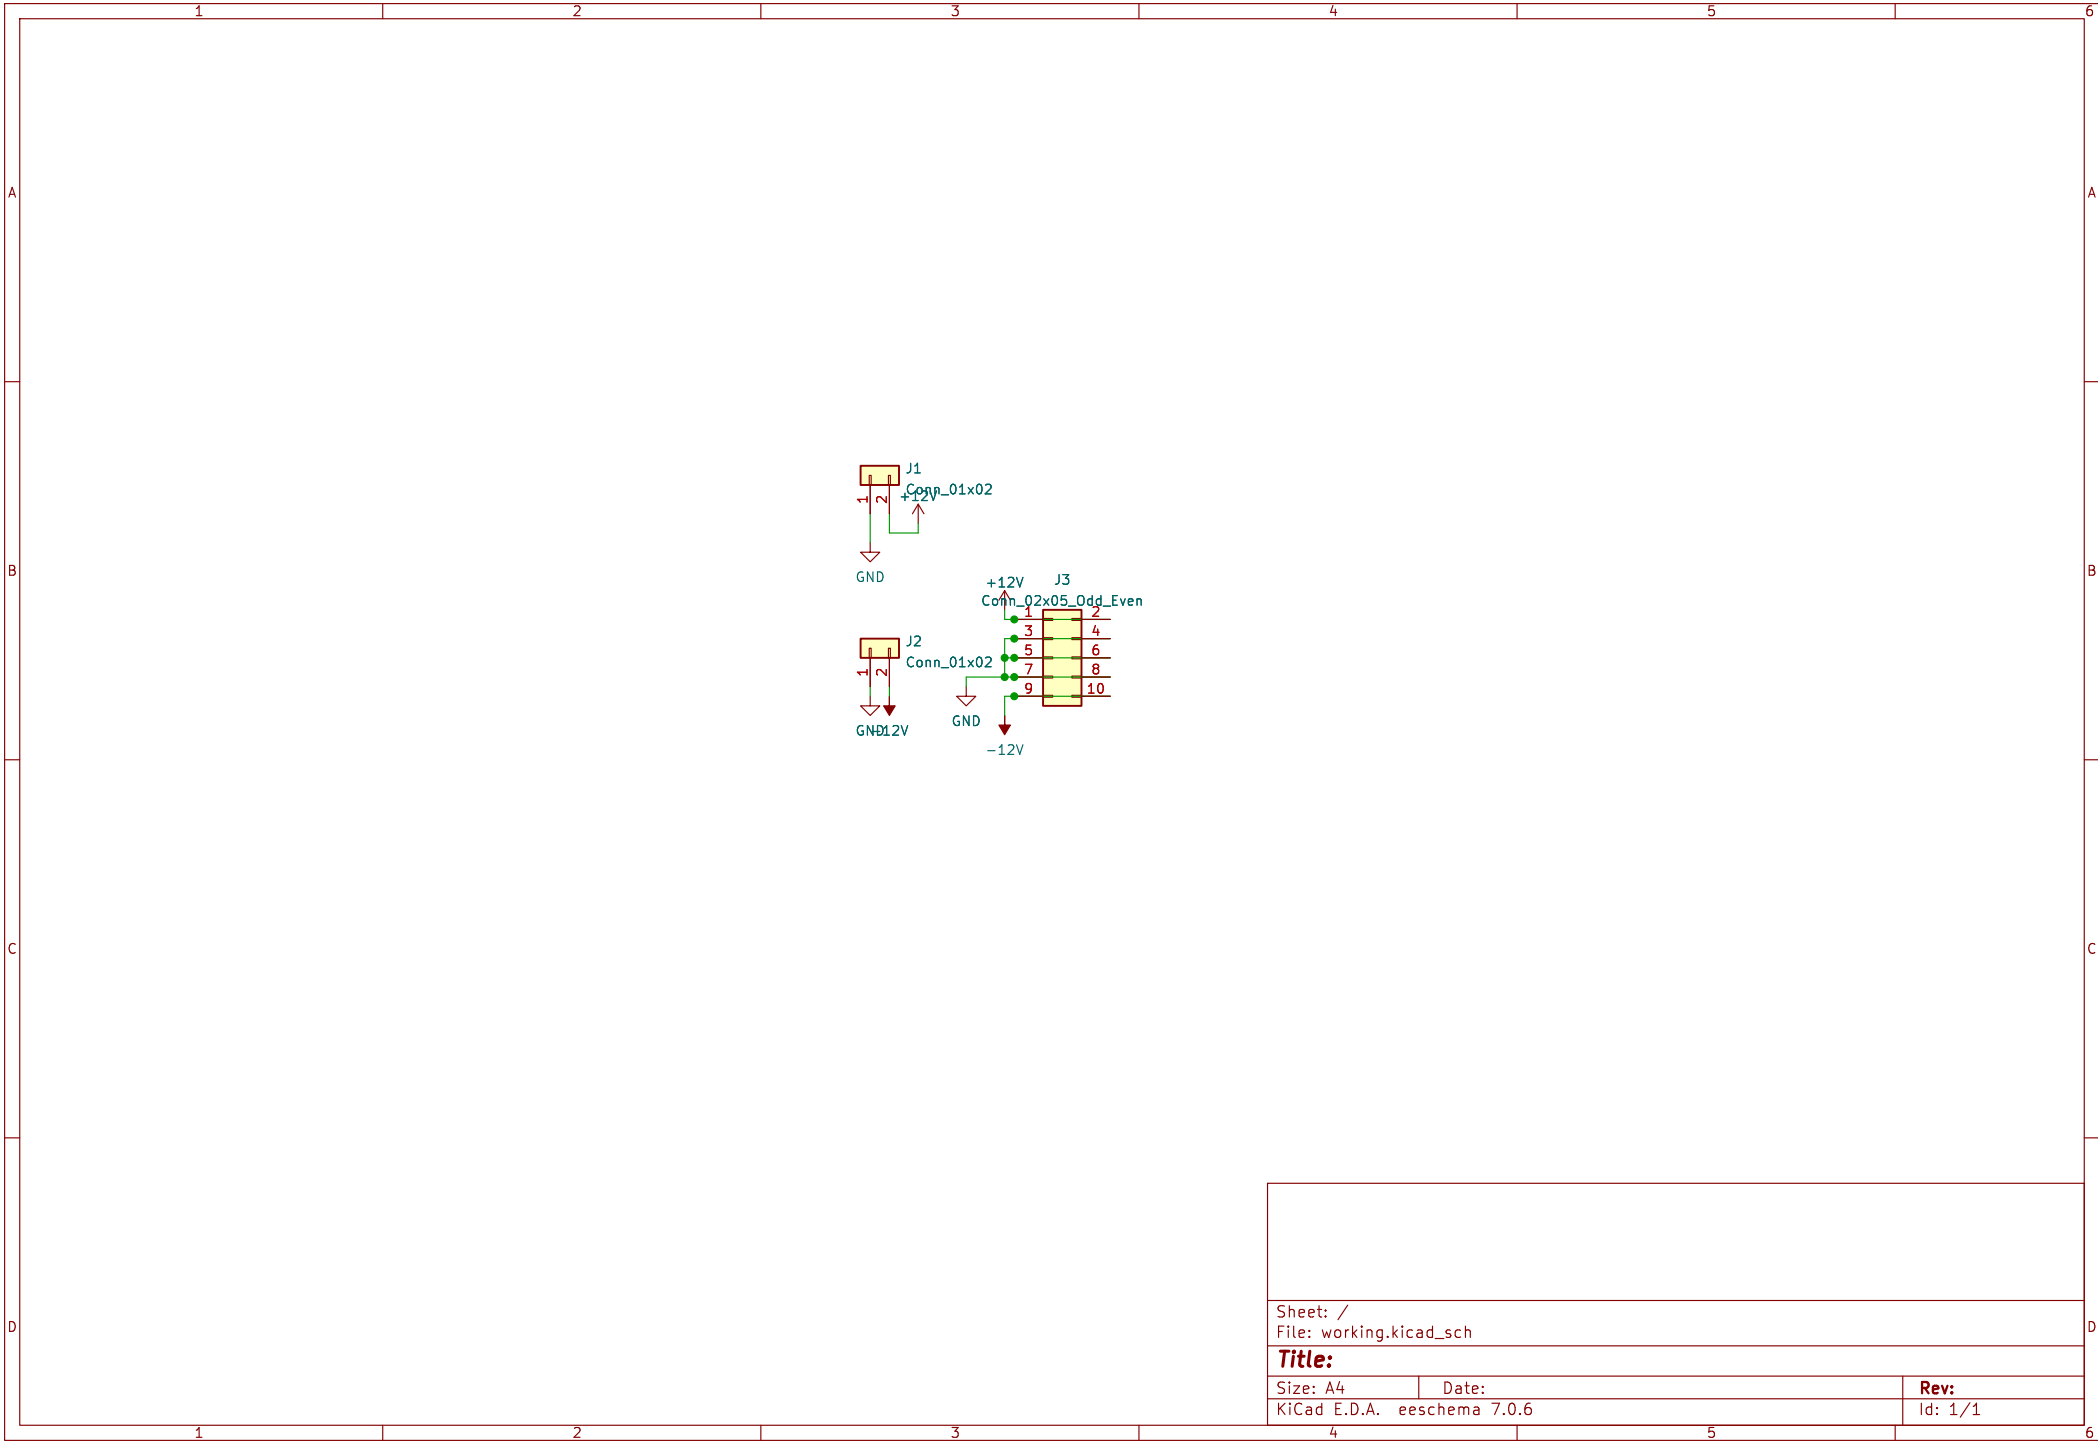 1 2 3 4 5 6
A A
J1
Conn_01x02
+12V
1 2
B B
GND
+12V
J3
Conn_02x05_Odd_Even
1 2
3 4
J2
5 6
Conn_01x02
1 2
7 8
9 10
GND
GND
-12V
-12V
C C
Sheet: /
File: working.kicad_sch
D D
Title:
Size: A4 Date: Rev:
KiCad E.D.A. eeschema 7.0.6 Id: 1/1
1 2 3 4 5 6